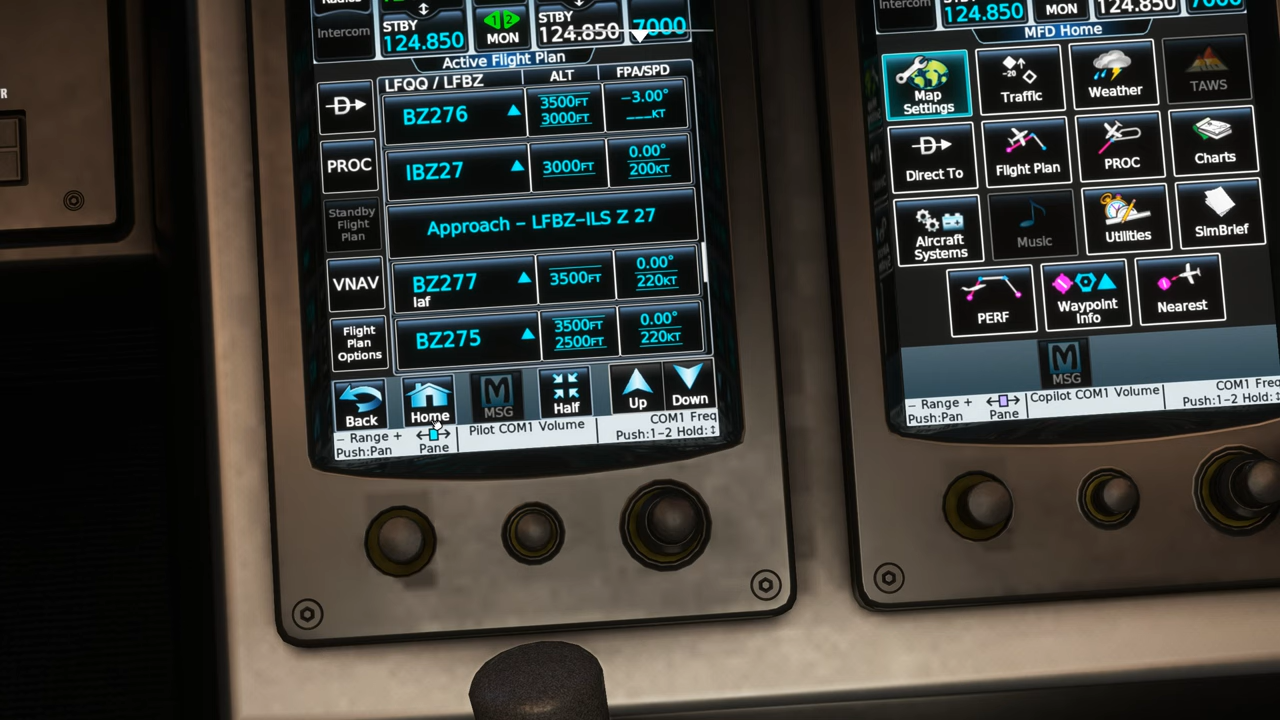 R
Intercom
STBY
124.850
1 2
MON
STBY
124.850
7000
Active Flight Plan
LFQQ / LFBZ
ALT
FPA/SPD
BZ276
3500FT
3000FT
−3.00°
___KT
PROC
IBZ27
3000FT
0.00°
200KT
Standby
Flight
Plan
Approach – LFBZ–ILS Z 27
VNAV
BZ277
iaf
3500FT
0.00°
220KT
Flight
Plan
Options
BZ275
3500FT
2500FT
0.00°
220KT
Back
Home
MSG
Half
Up
Down
− Range +
Push:Pan
Pane
Pilot COM1 Volume
COM1 Freq
Push:1–2 Hold:↕
Intercom
124.850
MON
124.850
7000
MFD Home
Map
Settings
-20
Traffic
Weather
TAWS
Direct To
Flight Plan
PROC
Charts
Aircraft
Systems
Music
Utilities
SimBrief
PERF
Waypoint
Info
Nearest
MSG
− Range +
Push:Pan
Pane
Copilot COM1 Volume
COM1 Freq
Push:1–2 Hold:↕